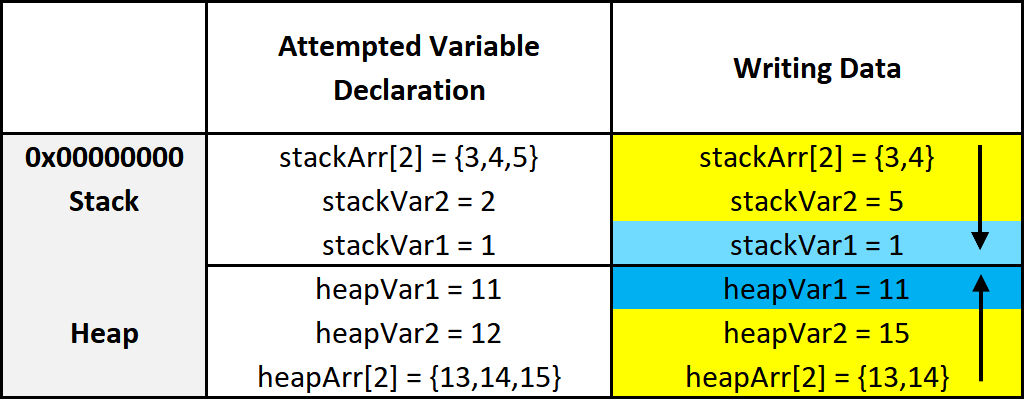 Attempted Variable
Declaration
Writing Data
0x00000000
Stack
stackArr[2] = {3,4,5}
stackVar2 = 2
stackVar1 = 1
stackArr[2] = {3,4}
stackVar2 = 5
stackVar1 = 1
Heap
heapVar1 = 11
heapVar2 = 12
heapArr[2] = {13,14,15}
heapVar1 = 11
heapVar2 = 15
heapArr[2] = {13,14}